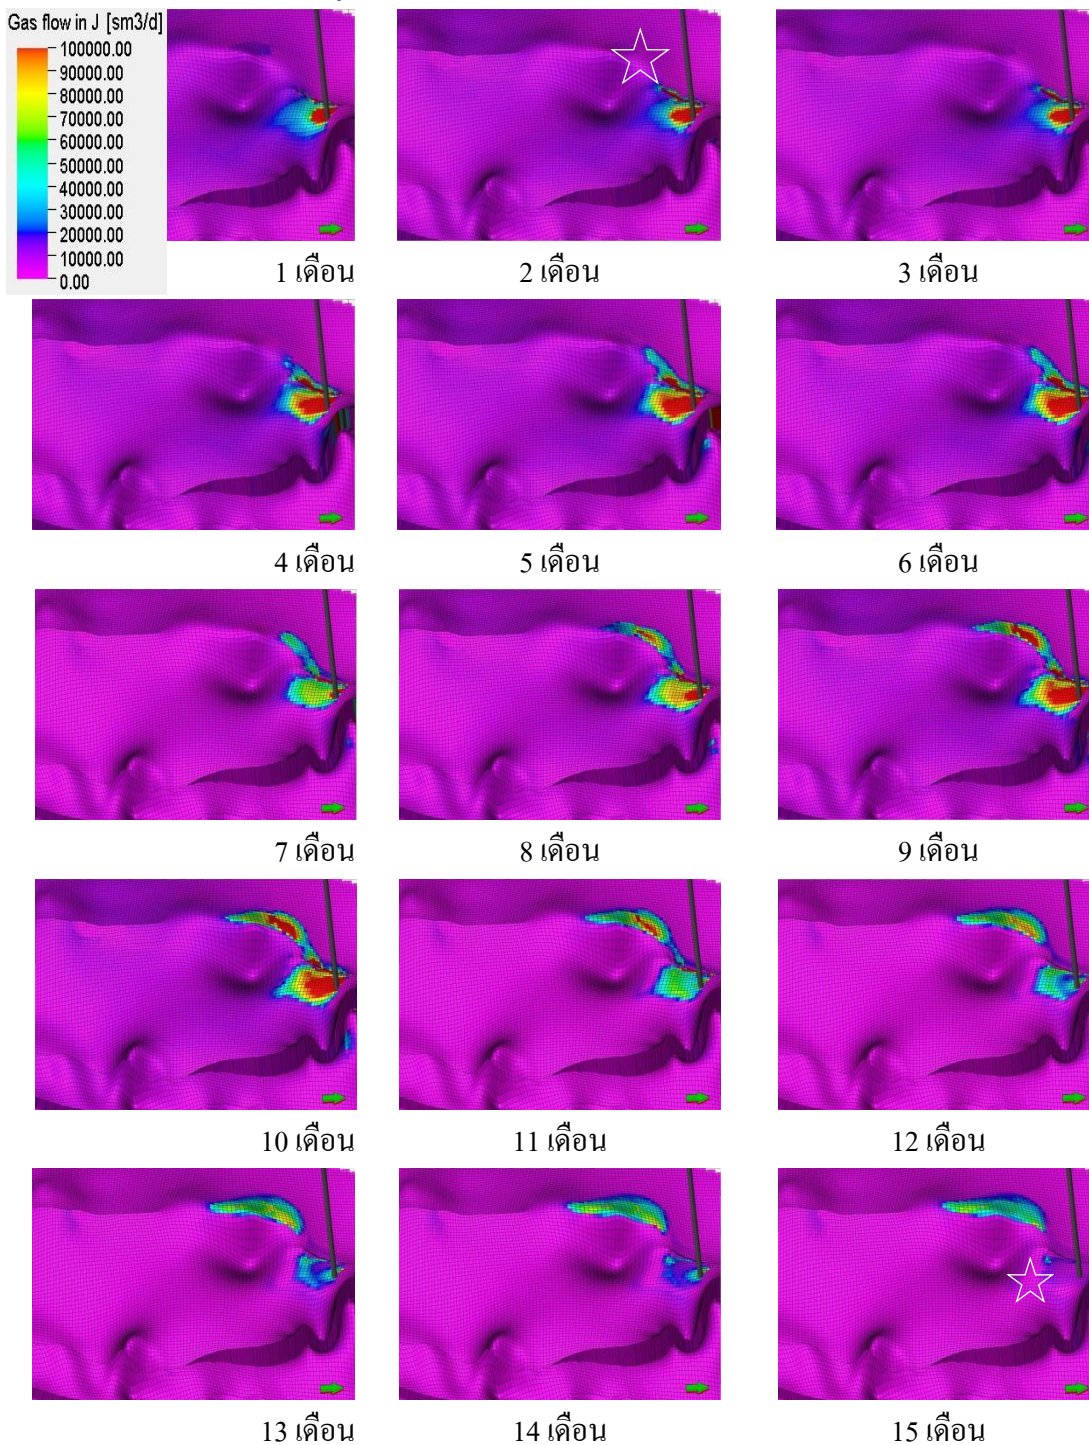 Gas flow in J [sm3/d]
100000.00
90000.00
80000.00
70000.00
60000.00
50000.00
40000.00
30000.00
20000.00
10000.00
0.00
1 เดือน
2 เดือน
3 เดือน
4 เดือน
5 เดือน
6 เดือน
7 เดือน
8 เดือน
9 เดือน
10 เดือน
11 เดือน
12 เดือน
13 เดือน
14 เดือน
15 เดือน